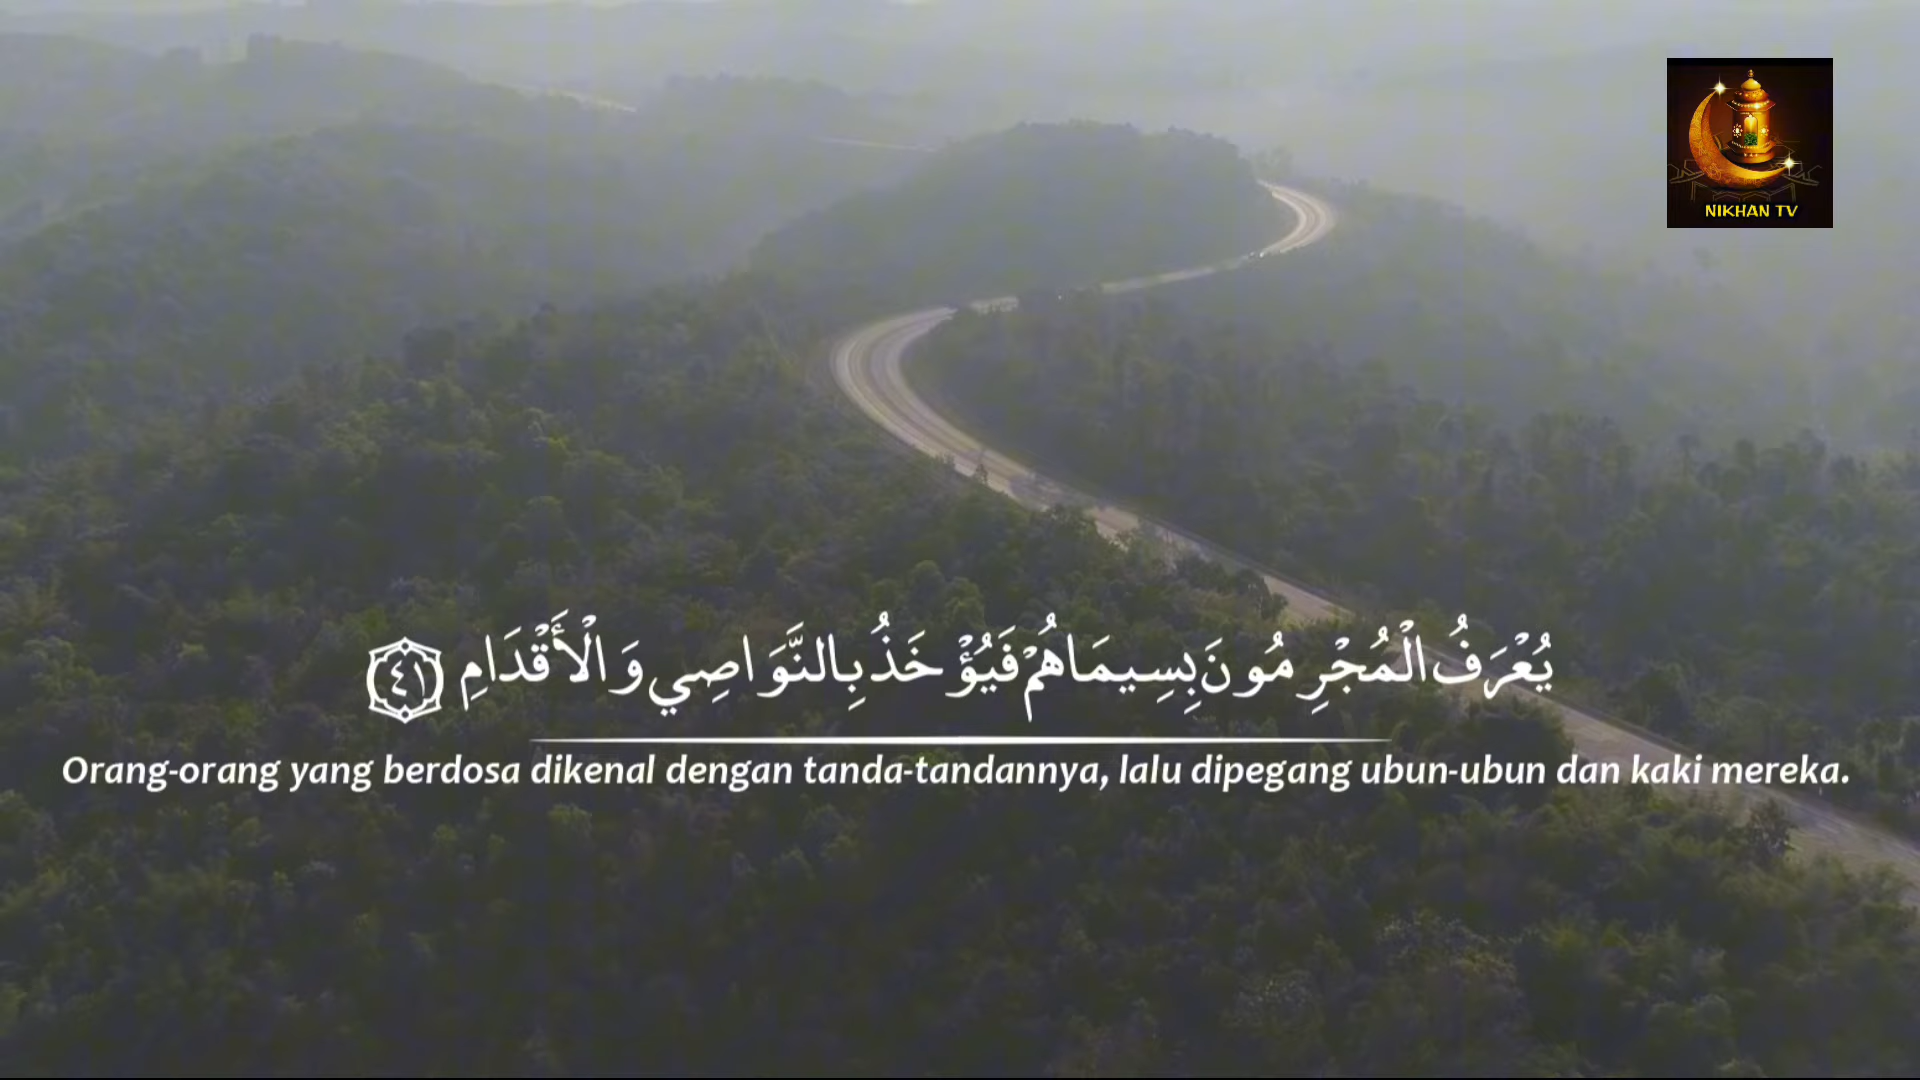 NIKHAN TV
يُعْرَفُ الْمُجْرِمُونَ بِسِيمَاهُمْ فَيُؤْخَذُ بِالنَّوَاصِي وَالْأَقْدَامِ ٤١
Orang-orang yang berdosa dikenal dengan tanda-tandannya, lalu dipegang ubun-ubun dan kaki mereka.